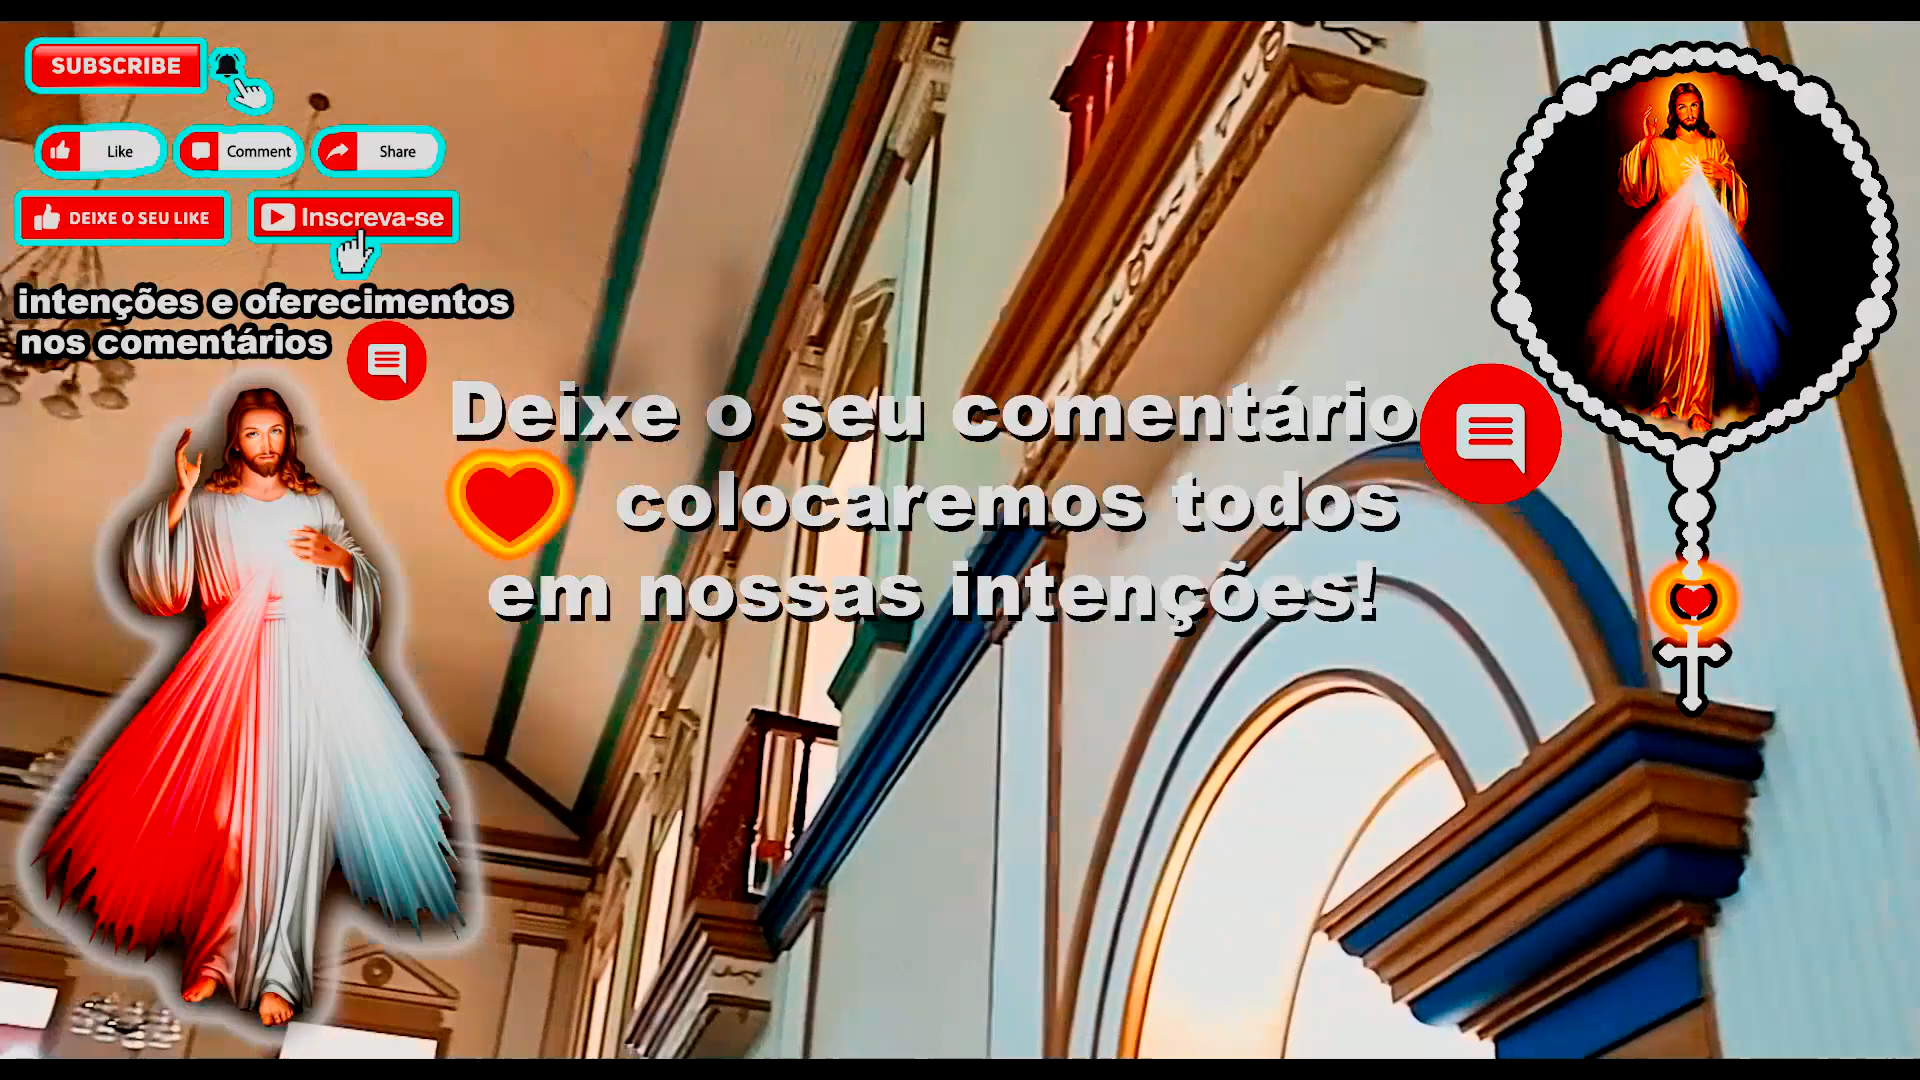 SUBSCRIBE
Like
Comment
Share
DEIXE O SEU LIKE
Inscreva-se
intenções e oferecimentos
nos comentários
Deixe o seu comentário
colocaremos todos
em nossas intenções!